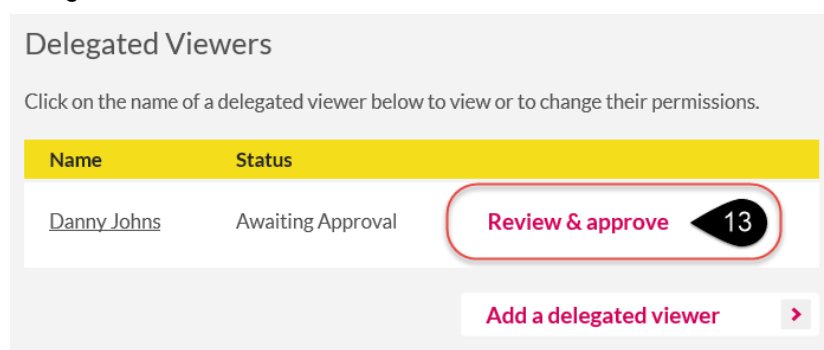 Delegated Viewers
Click on the name of a delegated viewer below to view or to change their permissions.
Name Status
Danny Johns Awaiting Approval Review & approve 13
Add a delegated viewer